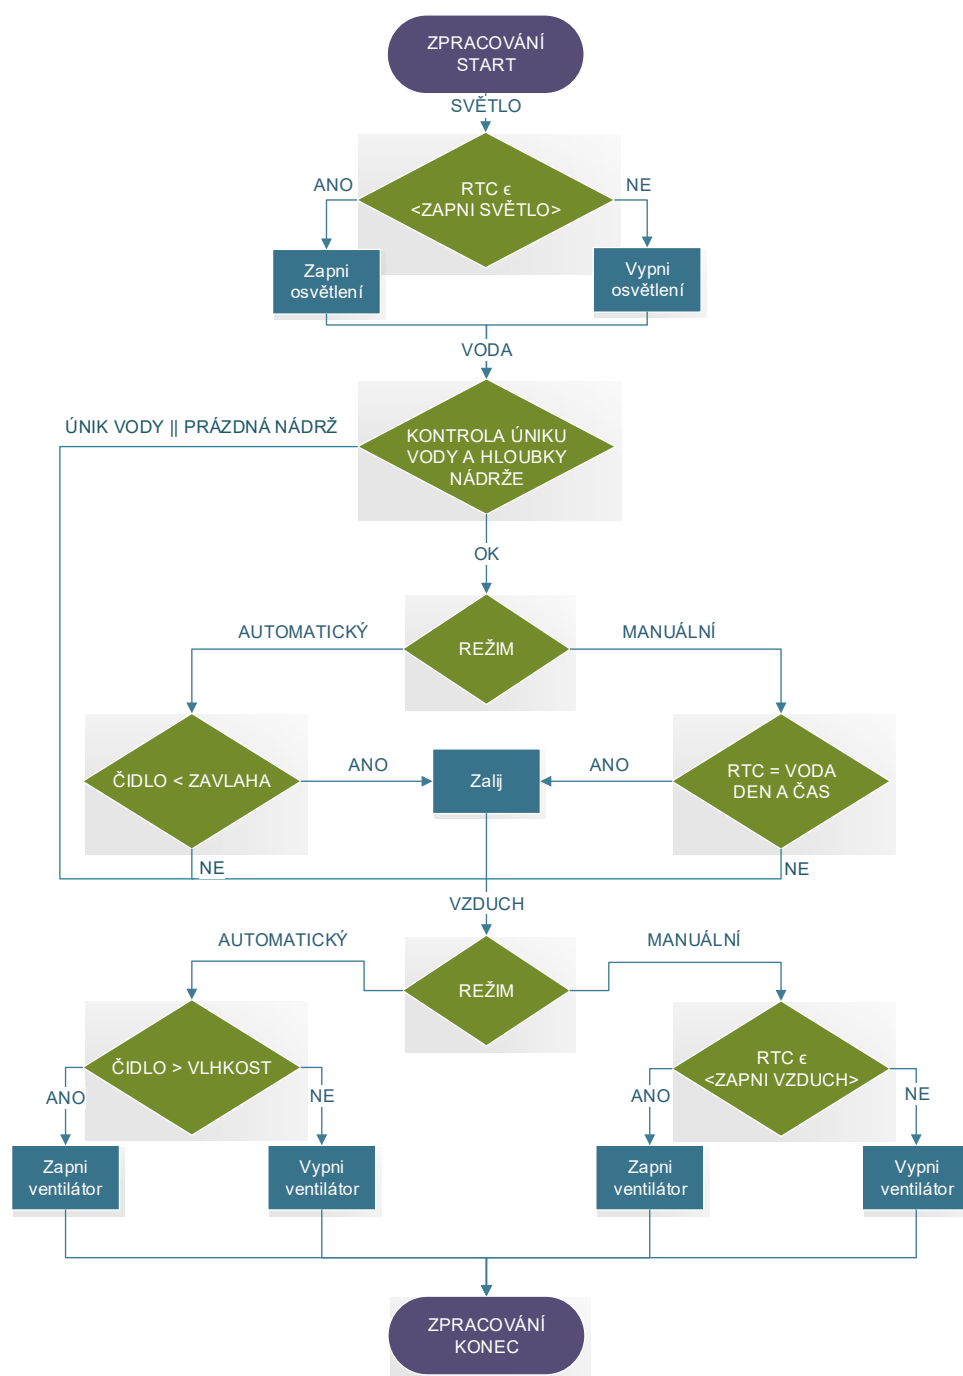 ZPRACOVÁNÍ
START
SVĚTLO
ANO
RTC ϵ
<ZAPNI SVĚTLO>
NE
Zapni
osvětlení
Vypni
osvětlení
VODA
ÚNIK VODY || PRÁZDNÁ NÁDRŽ
KONTROLA ÚNIKU
VODY A HLOUBKY
NÁDRŽE
OK
AUTOMATICKÝ
REŽIM
MANUÁLNÍ
ČIDLO < ZAVLAHA
ANO
Zalij
ANO
RTC = VODA
DEN A ČAS
NE
NE
VZDUCH
AUTOMATICKÝ
REŽIM
MANUÁLNÍ
ČIDLO > VLHKOST
RTC ϵ
<ZAPNI VZDUCH>
ANO
NE
ANO
NE
Zapni
ventilátor
Vypni
ventilátor
Zapni
ventilátor
Vypni
ventilátor
ZPRACOVÁNÍ
KONEC